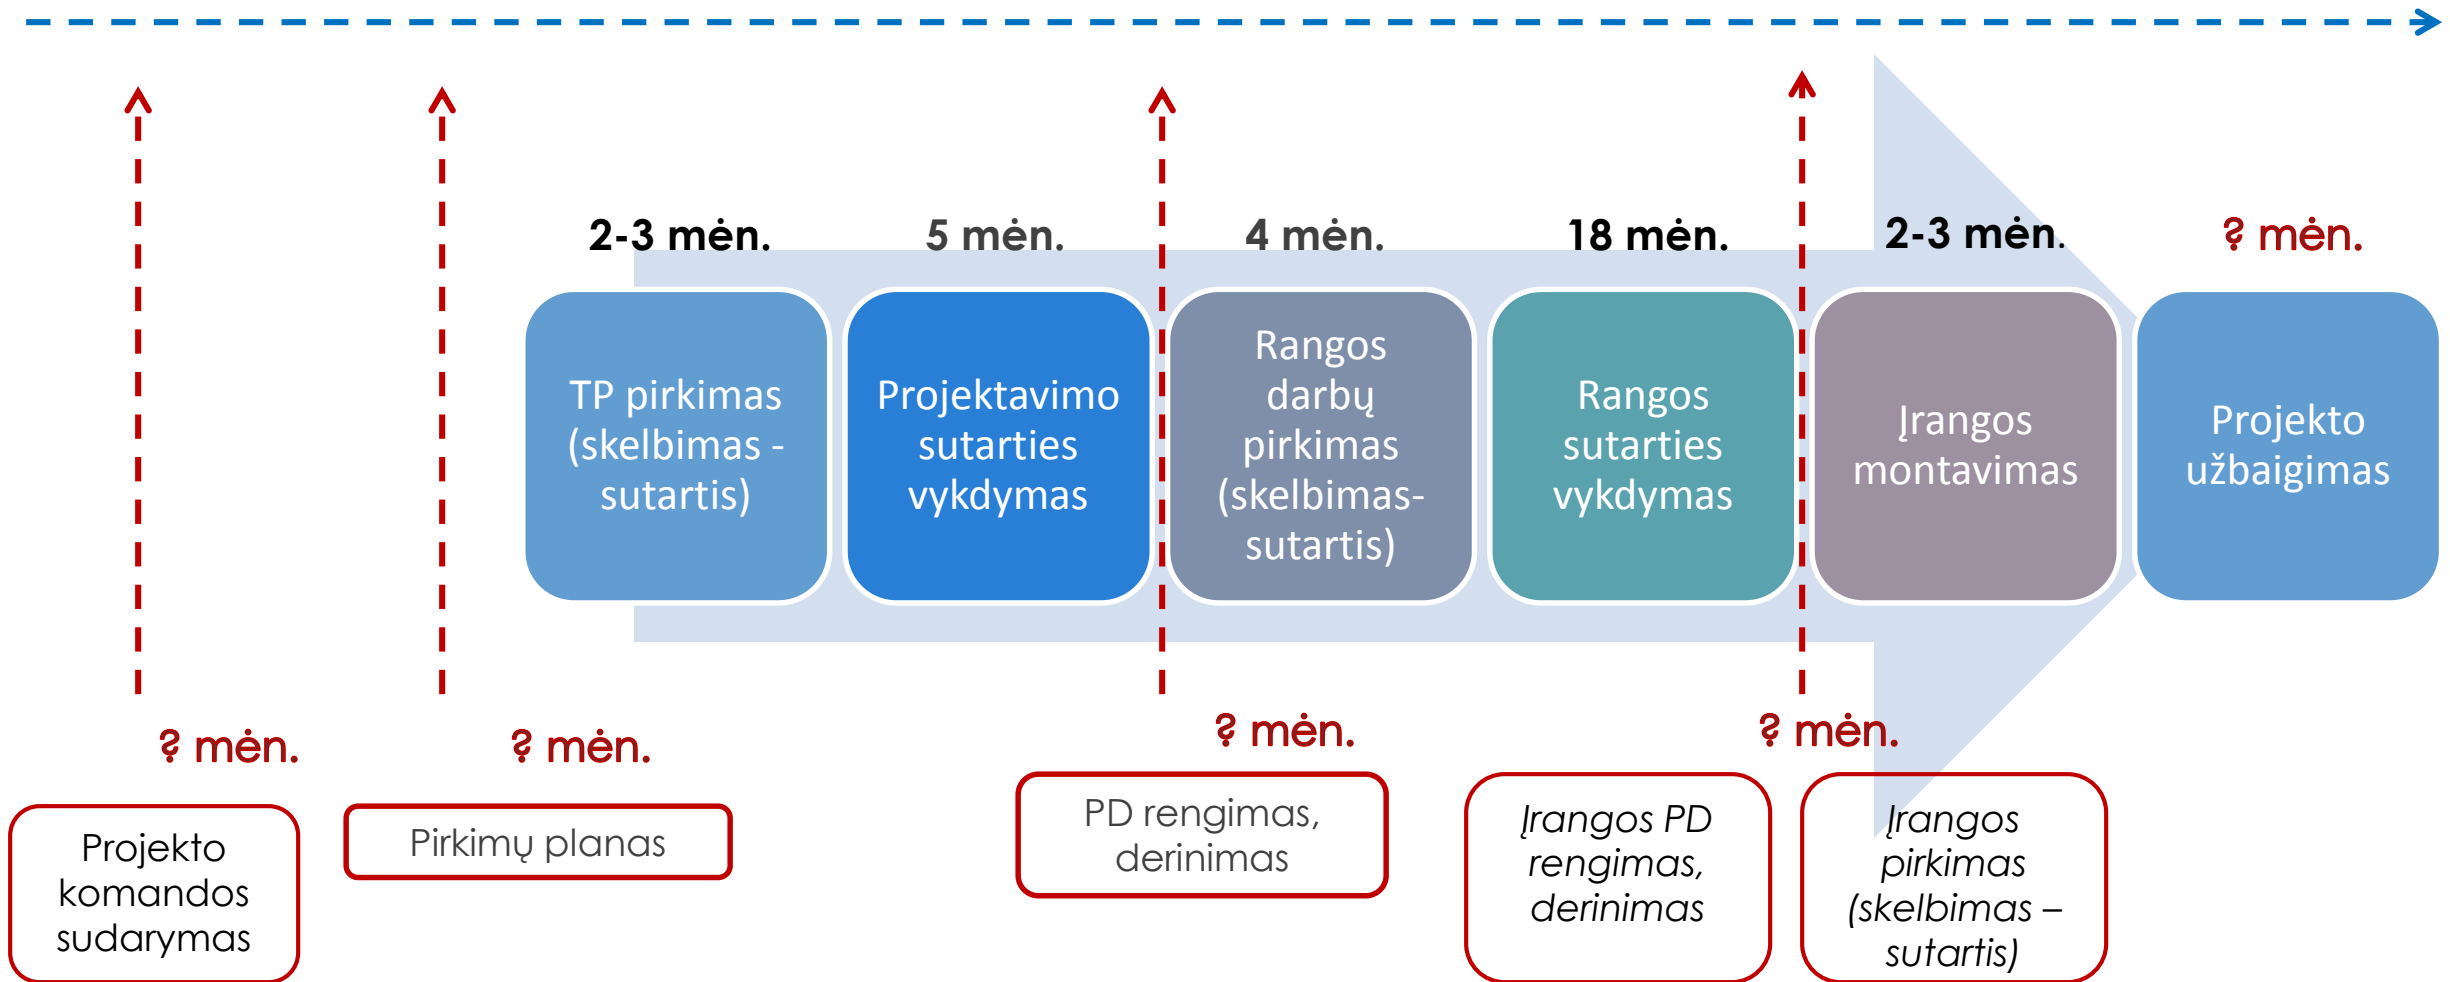 2-3 mėn.
5 mėn.
4 mėn.
18 mėn.
2-3 mėn.
? mėn.
TP pirkimas
(skelbimas -
sutartis)
Projektavimo
sutarties
vykdymas
Rangos
darbų
pirkimas
(skelbimas-
sutartis)
Rangos
sutarties
vykdymas
Įrangos
montavimas
Projekto
užbaigimas
? mėn.
? mėn.
? mėn.
? mėn.
Projekto
komandos
sudarymas
Pirkimų planas
PD rengimas,
derinimas
Įrangos PD
rengimas,
derinimas
Įrangos
pirkimas
(skelbimas –
sutartis)